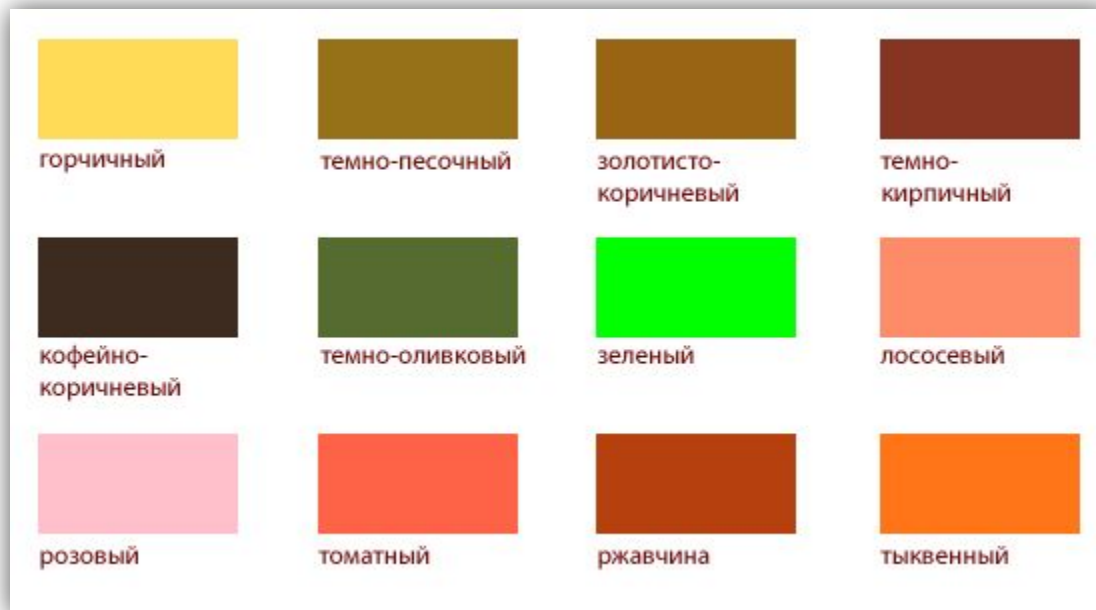 горчичный
темно-песочный
золотисто-
коричневый
темно-
кирпичный
кофейно-
коричневый
темно-оливковый
зеленый
лососевый
розовый
томатный
ржавчина
тыквенный